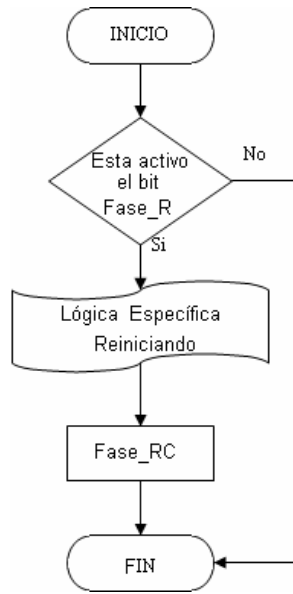 INICIO
Esta activo
el bit
Fase_R
No
Si
Lógica Específica
Reiniciando
Fase_RC
FIN